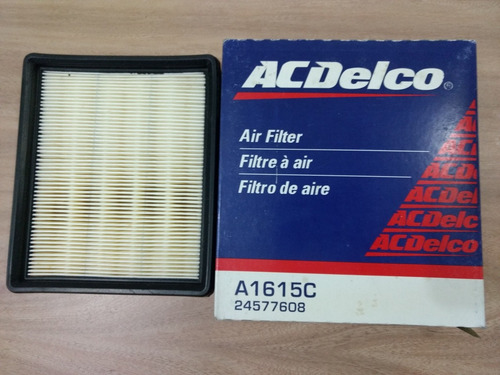 ACDelco®
Air Filter
Filtre à air
Filtro de aire
ACDelco
ACDelco
ACDelco
ACDelco
ACDelco
A1615C
24577608